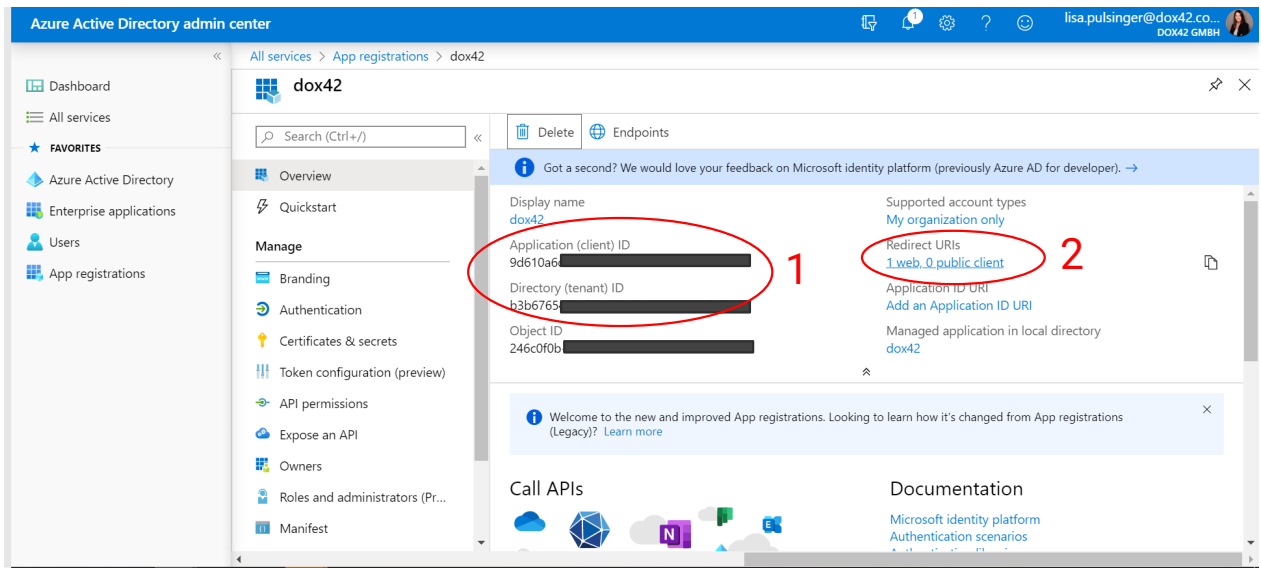 Azure Active Directory admin center
1
lisa.pulsinger@dox42.co...
DOX42 GMBH
«
Dashboard
All services
FAVORITES
Azure Active Directory
Enterprise applications
Users
App registrations
All services > App registrations > dox42
dox42
Search (Ctrl+/)
«
Overview
Quickstart
Manage
Branding
Authentication
Certificates & secrets
Token configuration (preview)
API permissions
Expose an API
Owners
Roles and administrators (Pr...
Manifest
Delete
Endpoints
Got a second? We would love your feedback on Microsoft identity platform (previously Azure AD for developer). →
Display name
dox42
Application (client) ID
9d610a6
Directory (tenant) ID
b3b6765
Object ID
246c0f0b
1
Supported account types
My organization only
Redirect URIs
1 web, 0 public client
2
Application ID URI
Add an Application ID URI
Managed application in local directory
dox42
Welcome to the new and improved App registrations. Looking to learn how it's changed from App registrations
(Legacy)? Learn more
Call APIs
N
E
Documentation
Microsoft identity platform
Authentication scenarios